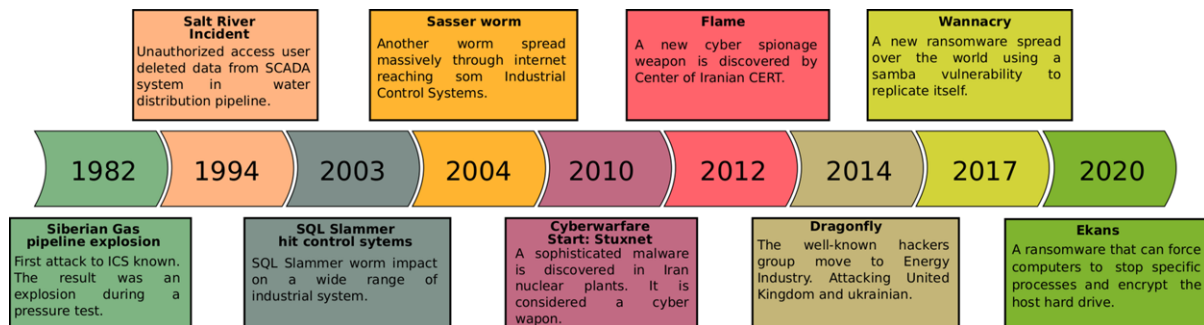 Salt River
Incident
Unauthorized access user
deleted data from SCADA
system in water
distribution pipeline.
Sasser worm
Another worm spread
massively through internet
reaching som Industrial
Control Systems.
Flame
A new cyber spionage
weapon is discovered by
Center of Iranian CERT.
Wannacry
A new ransomware spread
over the world using a
samba vulnerability to
replicate itself.
1982
1994
2003
2004
2010
2012
2014
2017
2020
Siberian Gas
pipeline explosion
First attack to ICS known.
The result was an
explosion during a
pressure test.
SQL Slammer
hit control sytems
SQL Slammer worm impact
on a wide range of
industrial system.
Cyberwarfare
Start: Stuxnet
A sophisticated malware
is discovered in Iran
nuclear plants. It is
considered a cyber
wapon.
Dragonfly
The well-known hackers
group move to Energy
Industry. Attacking United
Kingdom and ukrainian.
Ekans
A ransomware that can force
computers to stop specific
processes and encrypt the
host hard drive.